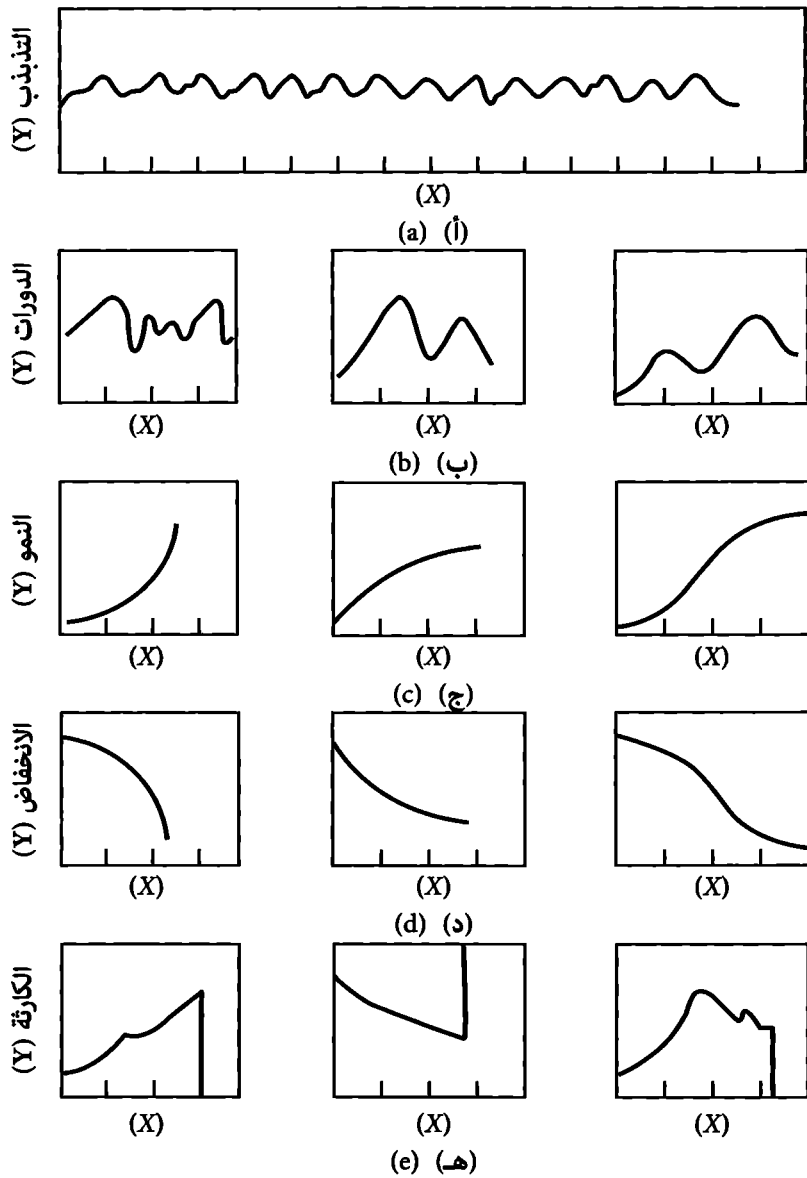 التذبذب (Y)
(X)
(a) (أ)
الدورات (Y)
(X) (X) (X)
(b) (ب)
النمو (Y)
(X) (X) (X)
(c) (ج)
الانخفاض (Y)
(X) (X) (X)
(d) (د)
الكارثة (Y)
(X) (X) (X)
(e) (هـ)